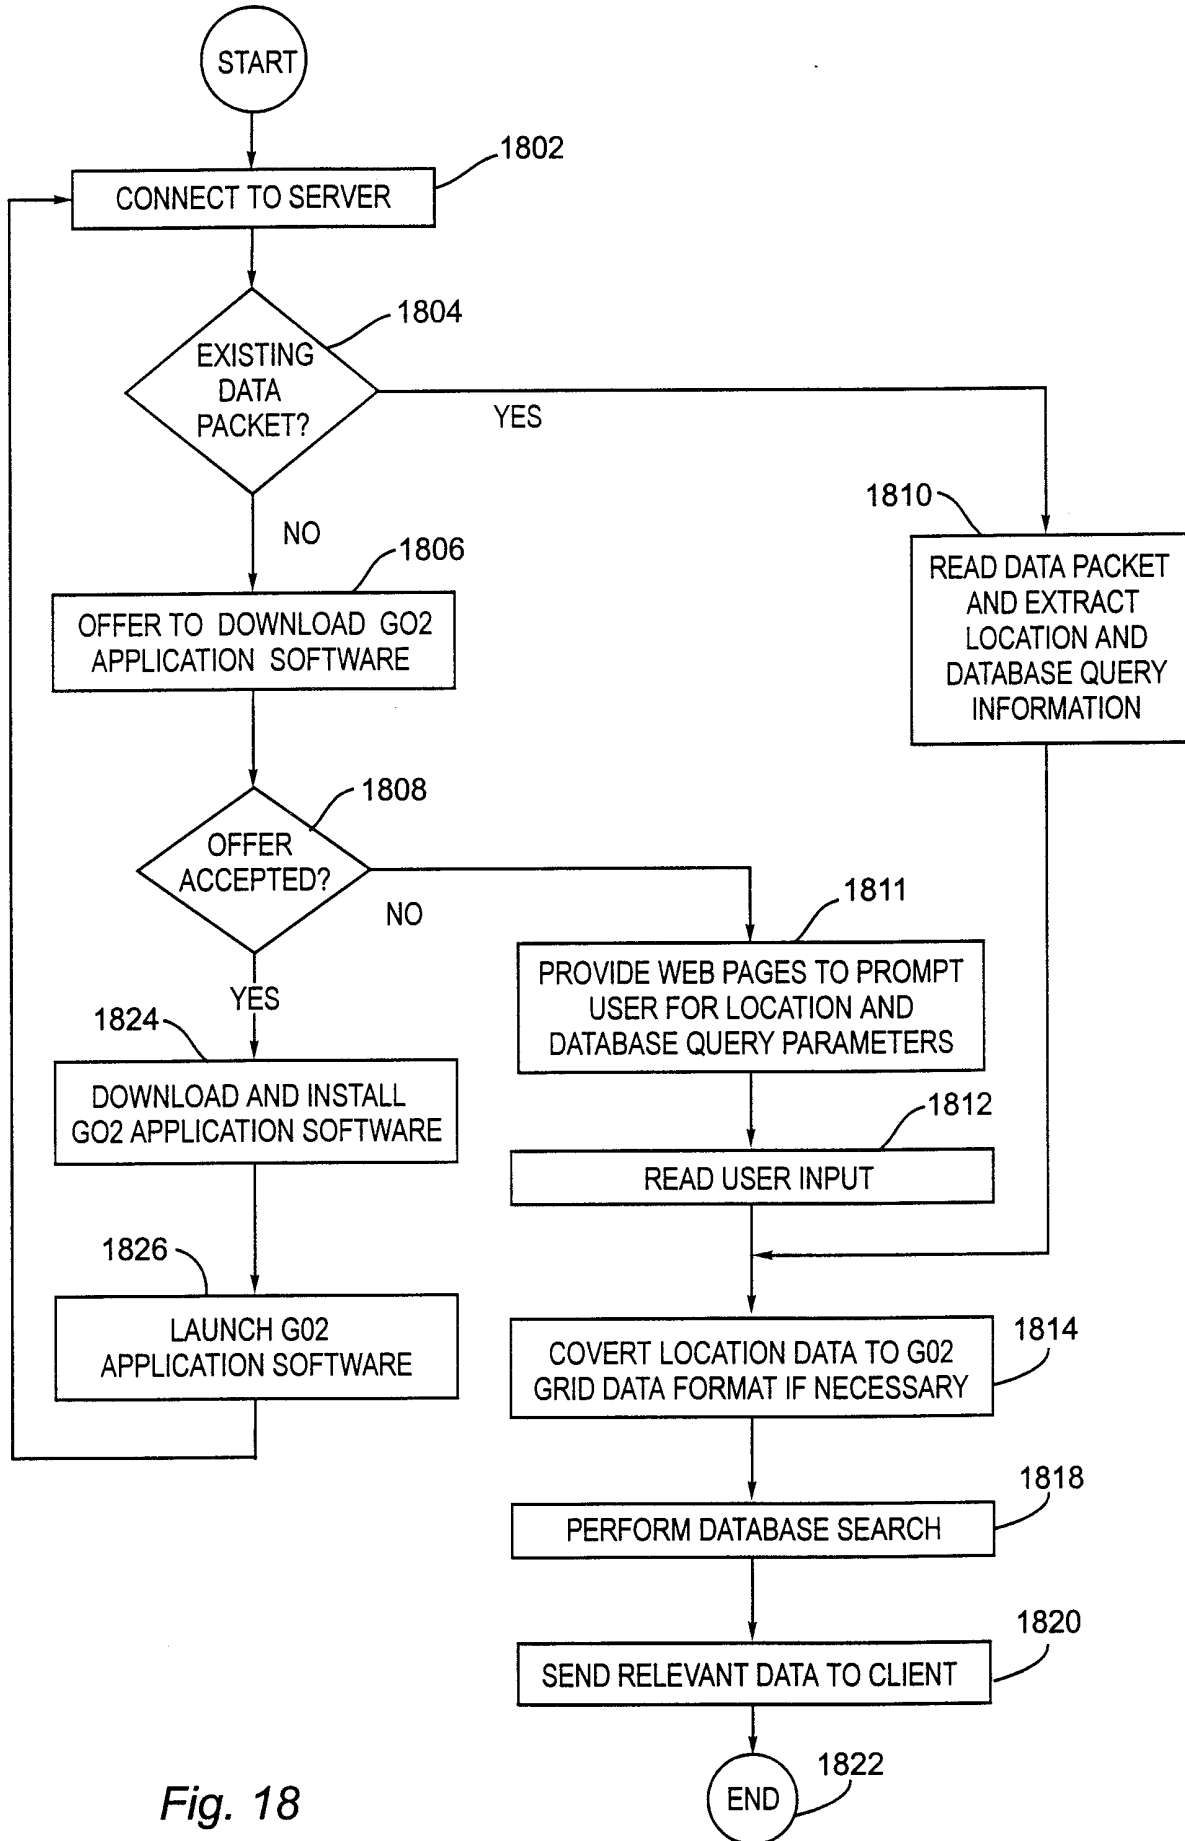 START
1802
CONNECT TO SERVER
1804
EXISTING
DATA
PACKET?
YES
NO
1806
OFFER TO DOWNLOAD GO2
APPLICATION SOFTWARE
1810
READ DATA PACKET
AND EXTRACT
LOCATION AND
DATABASE QUERY
INFORMATION
1808
OFFER
ACCEPTED?
NO
YES
1811
PROVIDE WEB PAGES TO PROMPT
USER FOR LOCATION AND
DATABASE QUERY PARAMETERS
1824
DOWNLOAD AND INSTALL
GO2 APPLICATION SOFTWARE
1812
READ USER INPUT
1826
LAUNCH G02
APPLICATION SOFTWARE
1814
COVERT LOCATION DATA TO G02
GRID DATA FORMAT IF NECESSARY
1818
PERFORM DATABASE SEARCH
1820
SEND RELEVANT DATA TO CLIENT
1822
END
Fig. 18